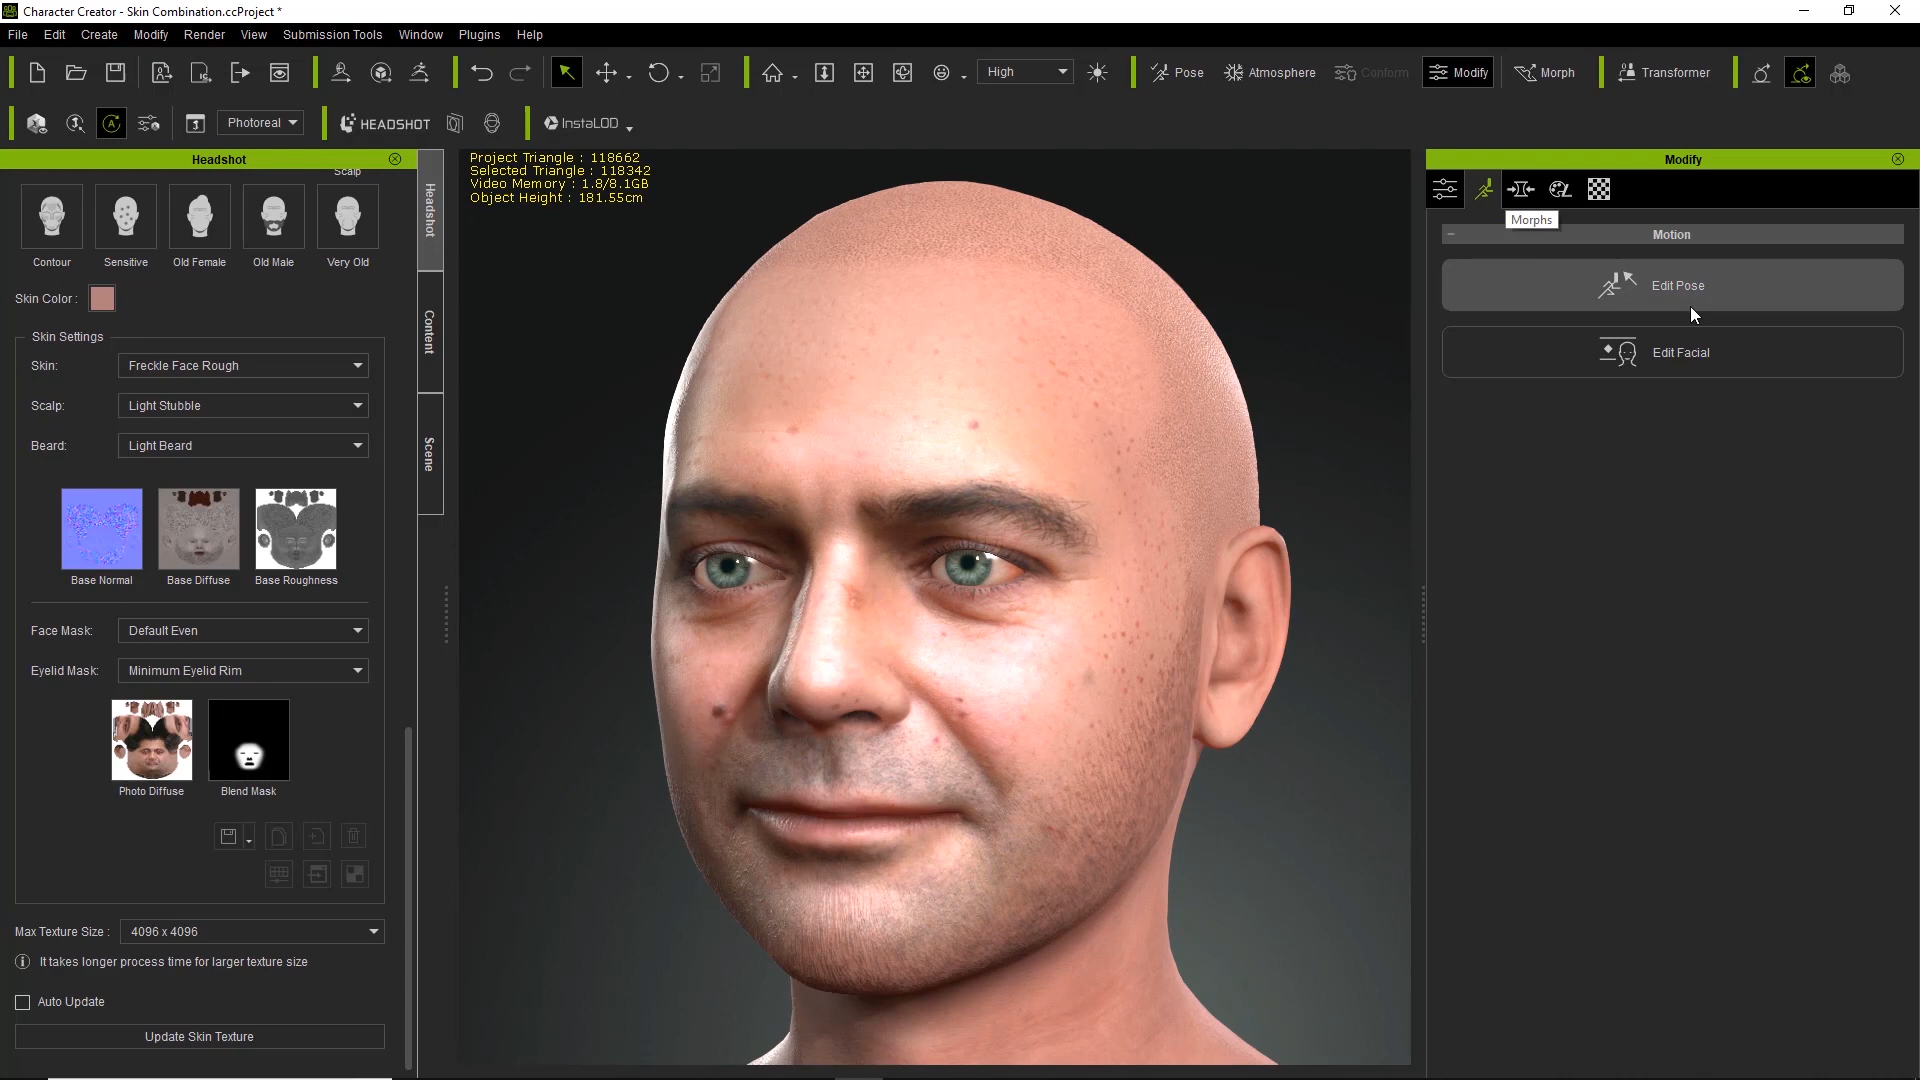 Character Creator - Skin Combination.ccProject *
File Edit Create Modify Render View Submission Tools Window Plugins Help
High Pose Atmosphere Conform Modify Morph Transformer
Photoreal HEADSHOT InstaLOD
Headshot
Scalp
Contour Sensitive Old Female Old Male Very Old
Skin Color :
Skin Settings
Skin: Freckle Face Rough
Scalp: Light Stubble
Beard: Light Beard
Base Normal Base Diffuse Base Roughness
Face Mask: Default Even
Eyelid Mask: Minimum Eyelid Rim
Photo Diffuse Blend Mask
Max Texture Size : 4096 x 4096
It takes longer process time for larger texture size
Auto Update
Update Skin Texture
Headshot
Content
Scene
Project Triangle : 118662
Selected Triangle : 118342
Video Memory : 1.8/8.1GB
Object Height : 181.55cm
Modify
Morphs
Motion
Edit Pose
Edit Facial